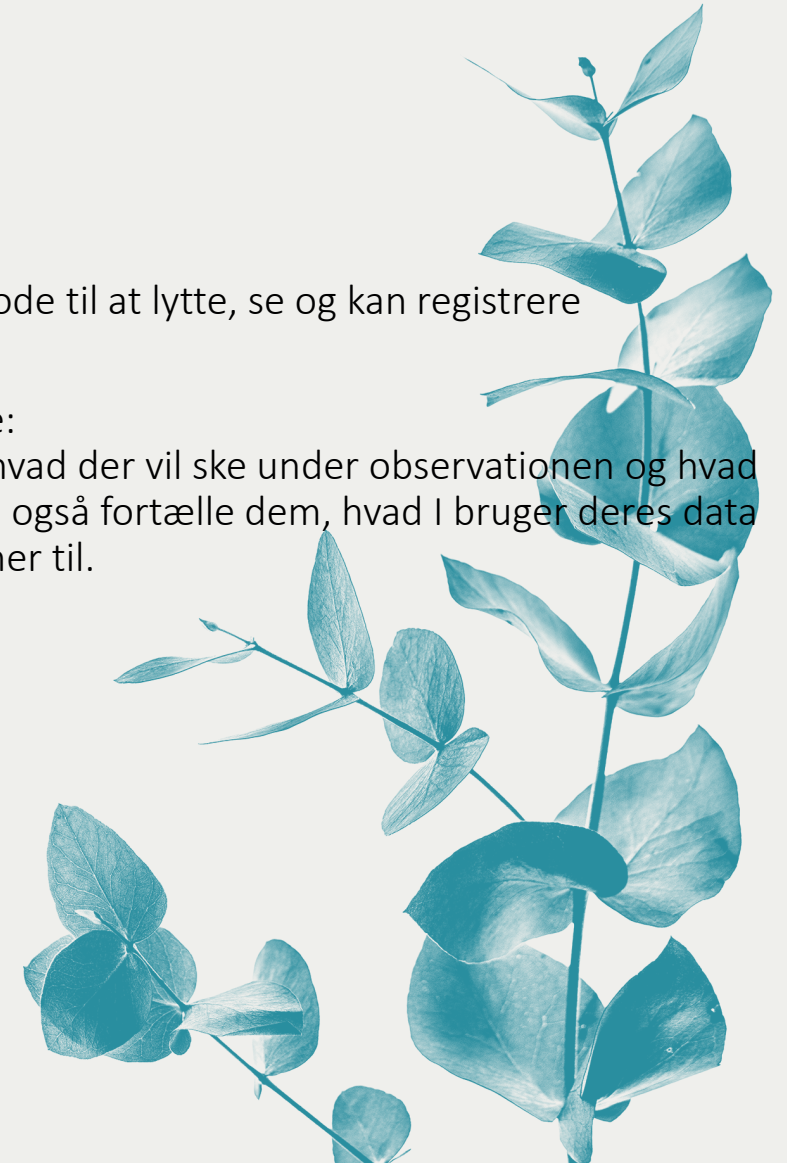 ode til at lytte, se og kan registrere
e:
hvad der vil ske under observationen og hvad
også fortælle dem, hvad I bruger deres data
ner til.